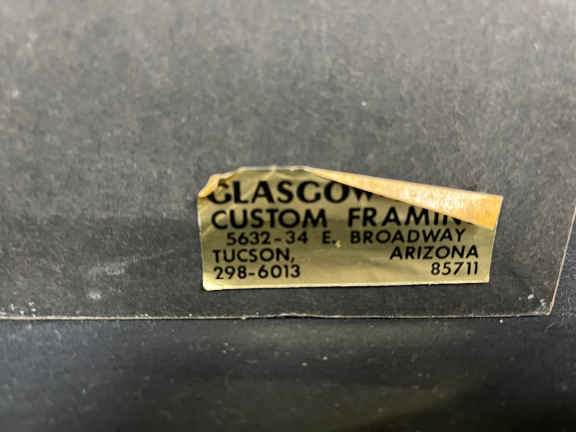 GLASGOW
CUSTOM FRAMIN
5632-34 E. BROADWAY
TUCSON, ARIZONA
298-6013 85711